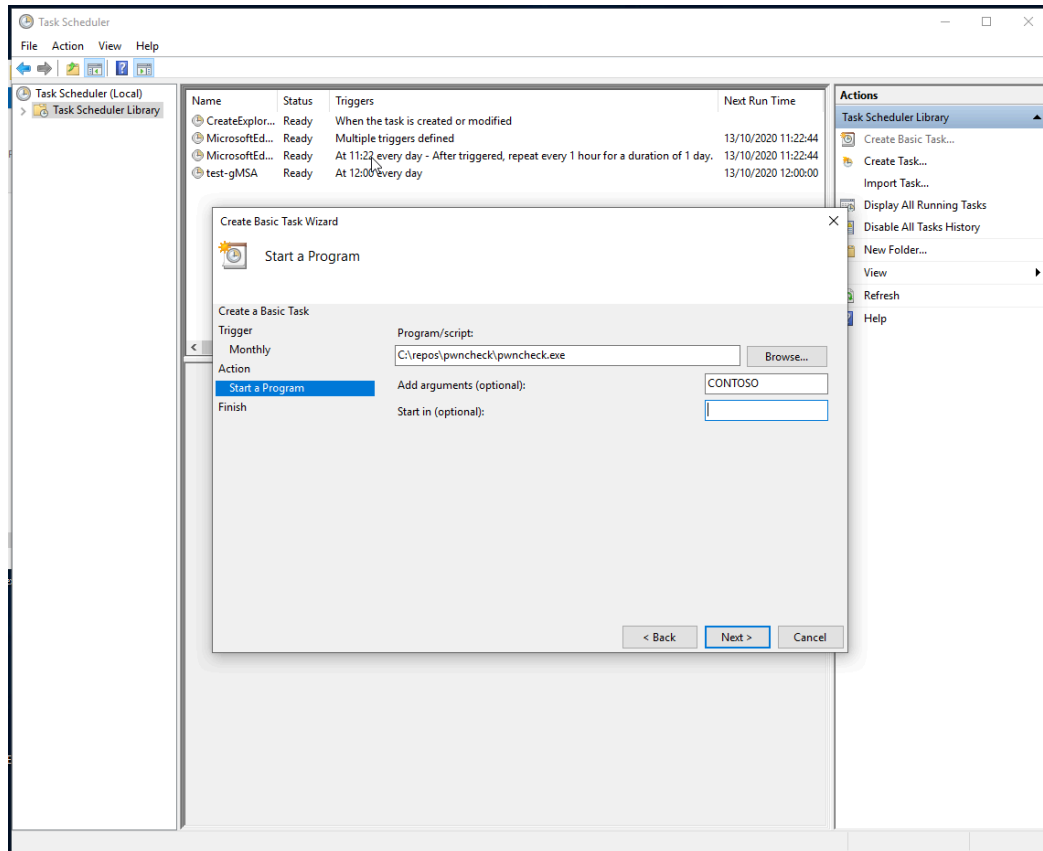 Task Scheduler
File Action View Help
Task Scheduler (Local)
Task Scheduler Library
Name Status Triggers Next Run Time
CreateExplor... Ready When the task is created or modified
MicrosoftEd... Ready Multiple triggers defined 13/10/2020 11:22:44
MicrosoftEd... Ready At 11:22 every day - After triggered, repeat every 1 hour for a duration of 1 day. 13/10/2020 11:22:44
test-gMSA Ready At 12:00 every day 13/10/2020 12:00:00
Actions
Task Scheduler Library
Create Basic Task...
Create Task...
Import Task...
Display All Running Tasks
Disable All Tasks History
New Folder...
View
Refresh
Help
Create Basic Task Wizard
Start a Program
Create a Basic Task
Trigger
Monthly
Action
Start a Program
Finish
Program/script:
C:\repos\pwncheck\pwncheck.exe Browse...
Add arguments (optional): CONTOSO
Start in (optional):
< Back Next > Cancel